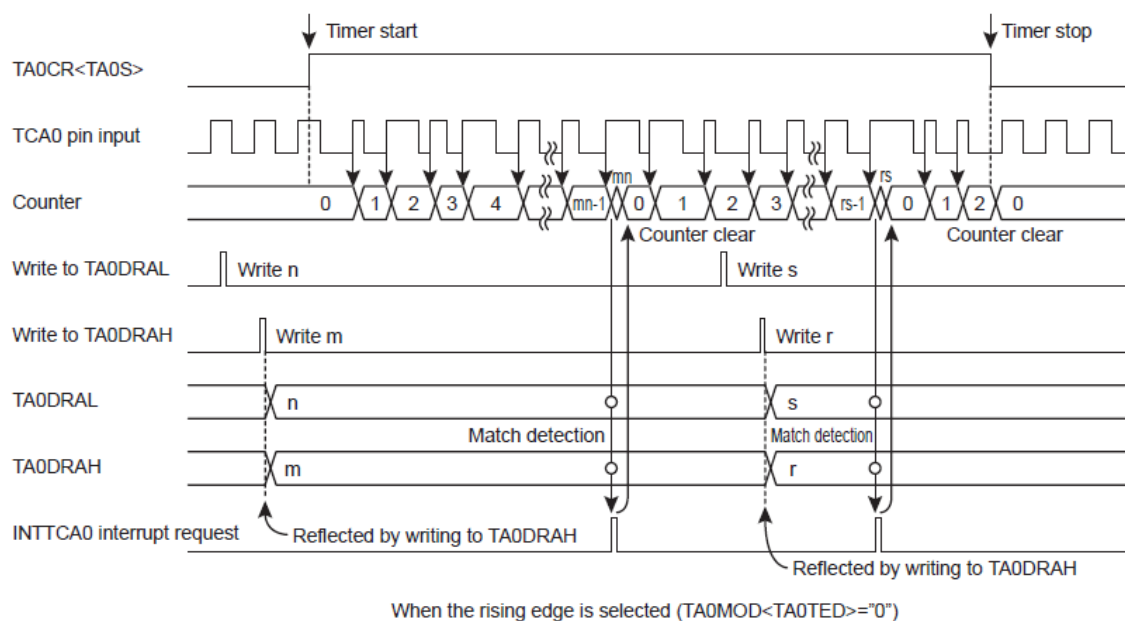 Timer start
Timer stop
TA0CR<TA0S>
TCA0 pin input
mn
rs
Counter
0 1 2 3 4 mn-1 0 1 2 3 rs-1 0 1 2 0
Counter clear
Counter clear
Write to TA0DRAL
Write n
Write s
Write to TA0DRAH
Write m
Write r
TA0DRAL
n
s
Match detection
Match detection
TA0DRAH
m
r
INTTCA0 interrupt request
Reflected by writing to TA0DRAH
Reflected by writing to TA0DRAH
When the rising edge is selected (TA0MOD<TA0TED>="0")